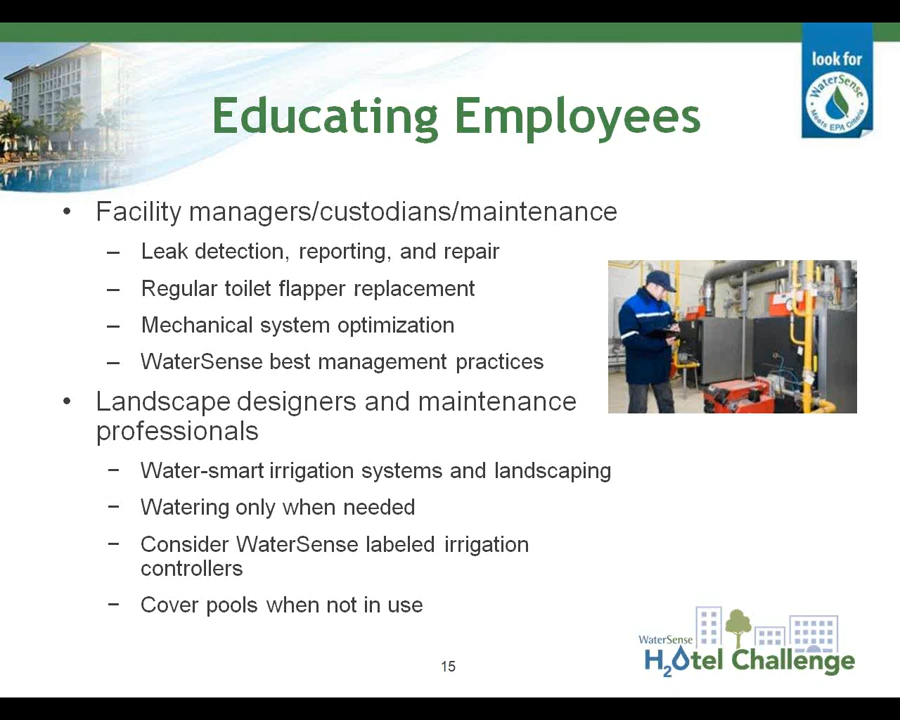 look for
WaterSense
Meets EPA Criteria
Educating Employees
• Facility managers/custodians/maintenance
– Leak detection, reporting, and repair
– Regular toilet flapper replacement
– Mechanical system optimization
– WaterSense best management practices
• Landscape designers and maintenance
professionals
− Water-smart irrigation systems and landscaping
− Watering only when needed
− Consider WaterSense labeled irrigation
controllers
− Cover pools when not in use
15
WaterSense
H2Otel Challenge